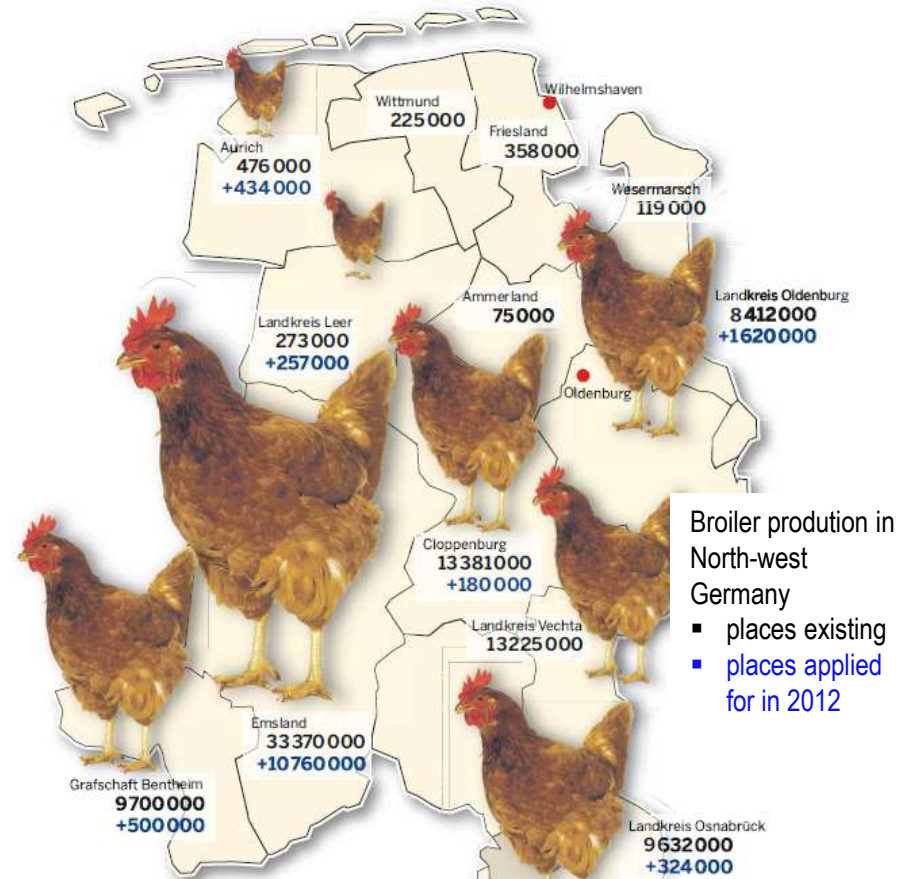 Wilhelmshaven
Wittmund
225000
Friesland
358000
Aurich
476000
+434000
Wesermarsch
119000
Ammerland
75000
Landkreis Oldenburg
8412000
+1620000
Landkreis Leer
273000
+257000
Oldenburg
Cloppenburg
13381000
+180000
Landkreis Vechta
13225000
Broiler prodution in
North-west
Germany
▪ places existing
▪ places applied
for in 2012
Emsland
33370000
+10760000
Grafschaft Bentheim
9700000
+500000
Landkreis Osnabrück
9632000
+324000